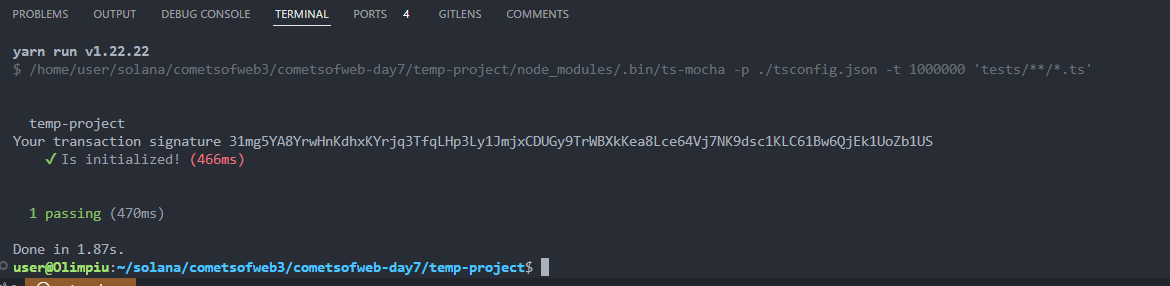 PROBLEMS OUTPUT DEBUG CONSOLE TERMINAL PORTS 4 GITLENS COMMENTS
yarn run v1.22.22
$ /home/user/solana/cometsofweb3/cometsofweb-day7/temp-project/node_modules/.bin/ts-mocha -p ./tsconfig.json -t 1000000 'tests/**/*.ts'
temp-project
Your transaction signature 31mg5YA8YrwHnKdhxKYrjq3TfqLHp3Ly1JmjxCDUGy9TrWBXkKea8Lce64Vj7NK9dsc1KLC61Bw6QjEk1UoZb1US
✓ Is initialized! (466ms)
1 passing (470ms)
Done in 1.87s.
user@Olimpiu:~/solana/cometsofweb3/cometsofweb-day7/temp-project$